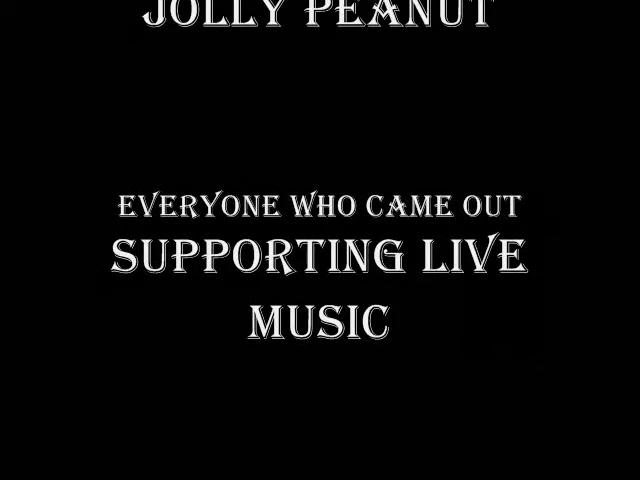 JOLLY PEANUT
EVERYONE WHO CAME OUT
SUPPORTING LIVE
MUSIC